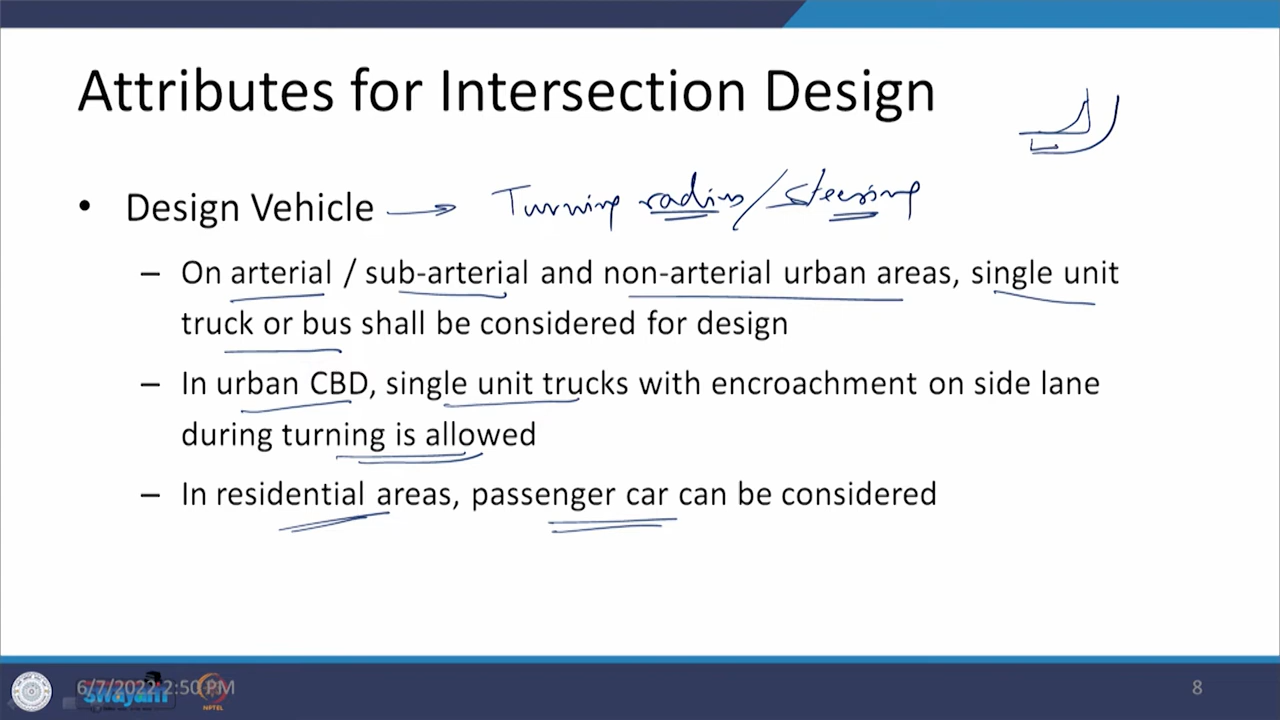 Attributes for Intersection Design
• Design Vehicle → Turning radius/steering
– On arterial / sub-arterial and non-arterial urban areas, single unit
truck or bus shall be considered for design
– In urban CBD, single unit trucks with encroachment on side lane
during turning is allowed
– In residential areas, passenger car can be considered
6/7/2022 2:50 PM
swayam
NPTEL
8